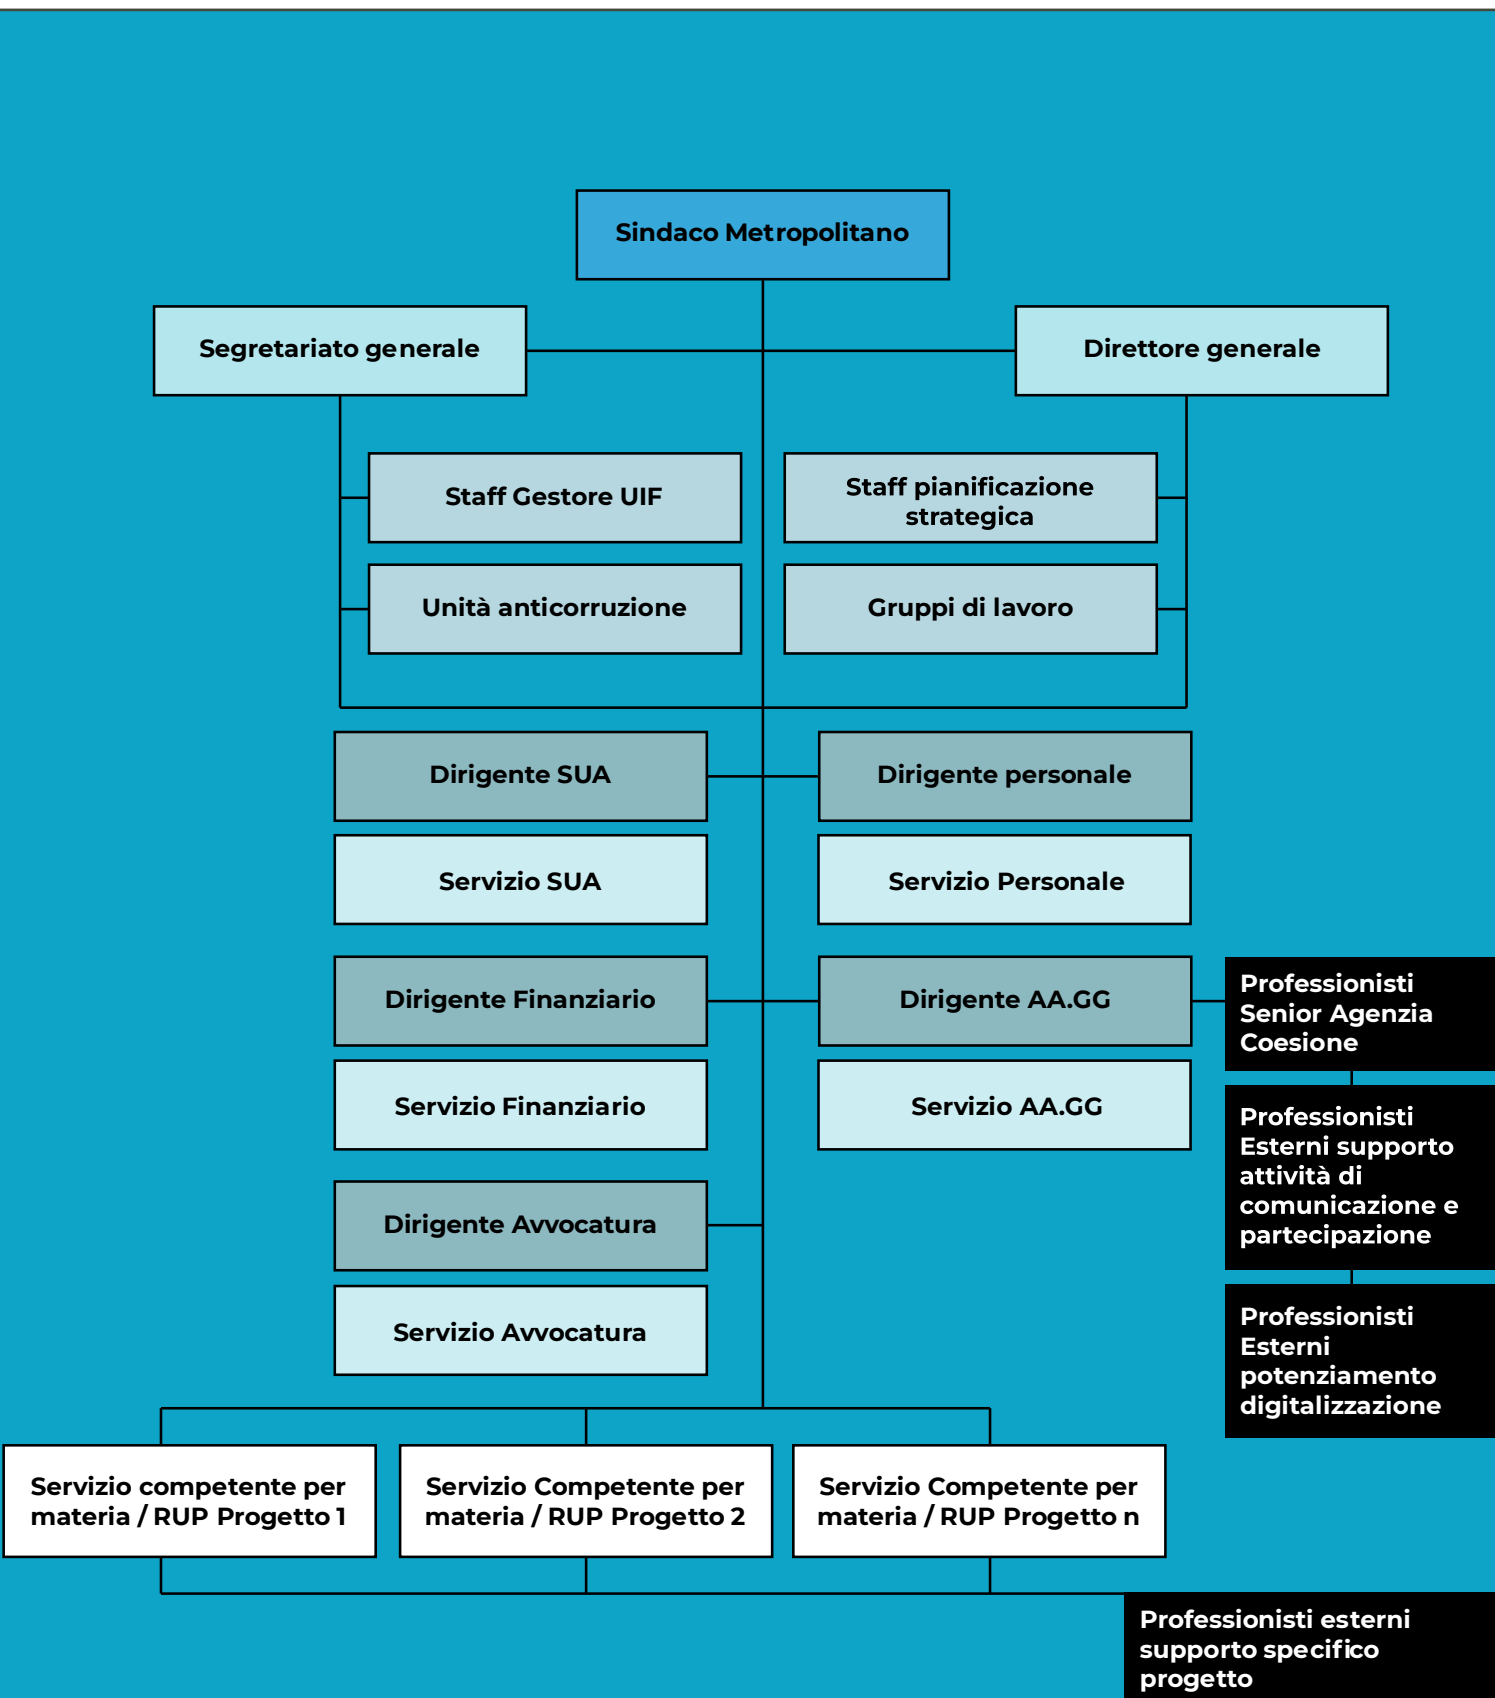 Sindaco Metropolitano
Segretariato generale
Direttore generale
Staff Gestore UIF
Staff pianificazione
strategica
Unità anticorruzione
Gruppi di lavoro
Dirigente SUA
Dirigente personale
Servizio SUA
Servizio Personale
Dirigente Finanziario
Dirigente AA.GG
Professionisti
Senior Agenzia
Coesione
Servizio Finanziario
Servizio AA.GG
Professionisti
Esterni supporto
attività di
comunicazione e
partecipazione
Dirigente Avvocatura
Servizio Avvocatura
Professionisti
Esterni
potenziamento
digitalizzazione
Servizio competente per
materia / RUP Progetto 1
Servizio Competente per
materia / RUP Progetto 2
Servizio Competente per
materia / RUP Progetto n
Professionisti esterni
supporto specifico
progetto